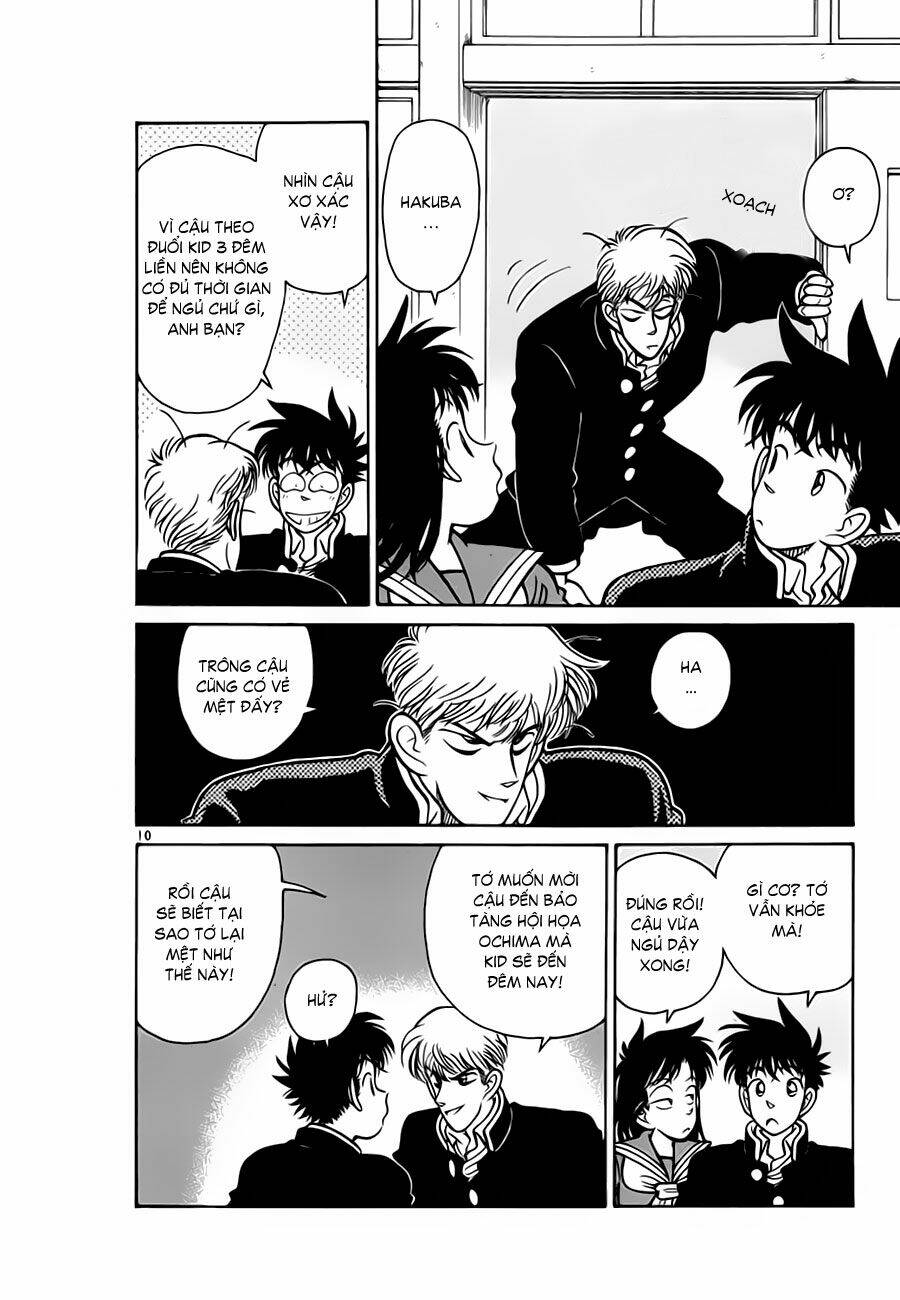 Ơ?
XOẠCH
HAKUBA
...
NHÌN CẬU
XƠ XÁC
VẬY!
VÌ CẬU THEO
ĐUỔI KID 3 ĐÊM
LIỀN NÊN KHÔNG
CÓ ĐỦ THỜI GIAN
ĐỂ NGỦ CHỨ GÌ,
ANH BẠN?
HA
...
TRÔNG CẬU
CŨNG CÓ VẺ
MỆT ĐẤY?
10
GÌ CƠ? TỚ
VẪN KHỎE
MÀ!
ĐÚNG RỒI!
CẬU VỪA
NGỦ DẬY
XONG!
TỚ MUỐN MỜI
CẬU ĐẾN BẢO
TÀNG HỘI HỌA
OCHIMA MÀ
KID SẼ ĐẾN
ĐÊM NAY!
HỬ?
RỒI CẬU
SẼ BIẾT TẠI
SAO TỚ LẠI
MỆT NHƯ
THẾ NÀY!